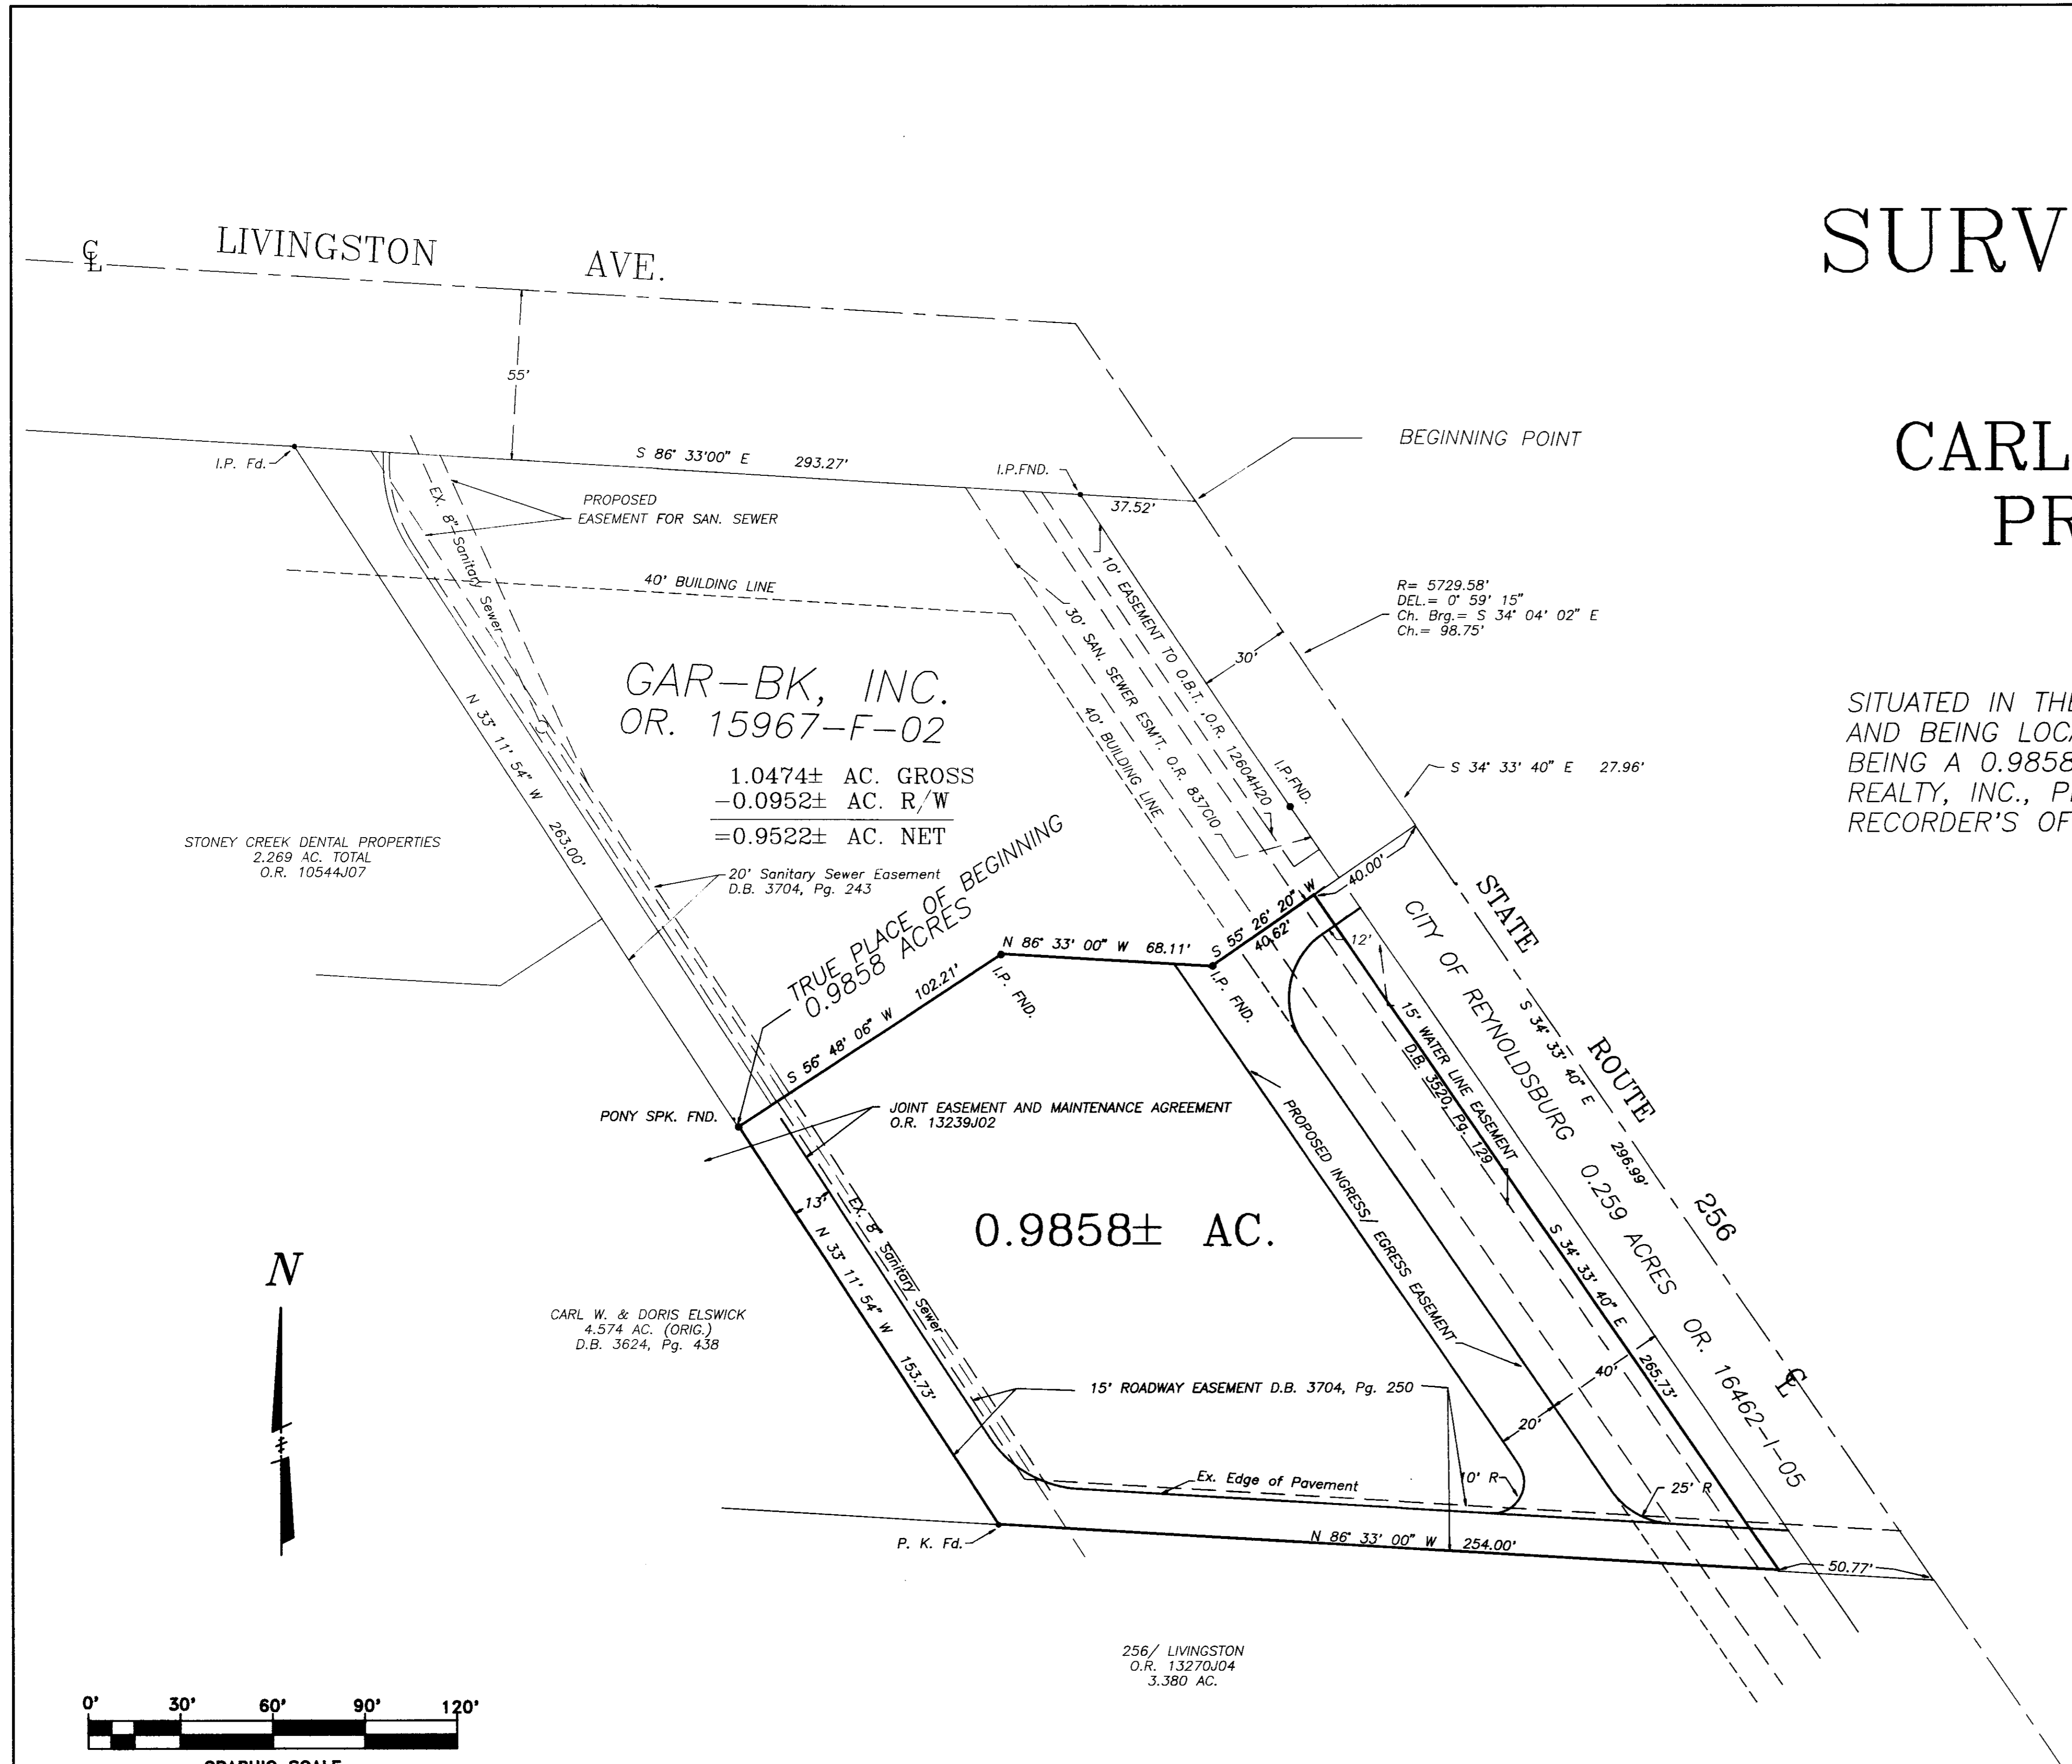 SURV
CARL
PR
SITUATED IN THE
AND BEING LOCA
BEING A 0.9858
REALTY, INC., P
RECORDER'S OF
℄ LIVINGSTON AVE.
55'
I.P. Fd.
S 86° 33'00" E 293.27'
I.P.FND.
37.52'
BEGINNING POINT
PROPOSED
EASEMENT FOR SAN. SEWER
EX. 8" Sanitary Sewer
40' BUILDING LINE
R= 5729.58'
DEL.= 0° 59' 15"
Ch. Brg.= S 34° 04' 02" E
Ch.= 98.75'
10' EASEMENT TO O.B.T. ,O.R. 12604H20
30' SAN. SEWER ESM'T. O.R. 837C10
40' BUILDING LINE
30'
I.P.FND.
S 34° 33' 40" E 27.96'
GAR-BK, INC.
OR. 15967-F-02
1.0474± AC. GROSS
-0.0952± AC. R/W
=0.9522± AC. NET
N 33° 11' 54" W 263.00'
STONEY CREEK DENTAL PROPERTIES
2.269 AC. TOTAL
O.R. 10544J07
20' Sanitary Sewer Easement
D.B. 3704, Pg. 243
TRUE PLACE OF BEGINNING
0.9858 ACRES
40.00'
S 55° 26' 20" W
40.62'
12'
N 86° 33' 00" W 68.11'
I.P. FND.
I.P. FND.
S 56° 48' 06" W 102.21'
STATE ROUTE 256
S 34° 33' 40" E 296.99'
℄
CITY OF REYNOLDSBURG 0.259 ACRES OR. 16462-I-05
15' WATER LINE EASEMENT
D.B. 3520, Pg. 129
PONY SPK. FND.
JOINT EASEMENT AND MAINTENANCE AGREEMENT
O.R. 13239J02
PROPOSED INGRESS/ EGRESS EASEMENT
13'
EX. 8" Sanitary Sewer
0.9858± AC.
N 33° 11' 54" W 153.73'
S 34° 33' 40" E 265.73'
N
CARL W. & DORIS ELSWICK
4.574 AC. (ORIG.)
D.B. 3624, Pg. 438
15' ROADWAY EASEMENT D.B. 3704, Pg. 250
40'
20'
Ex. Edge of Pavement
10' R
25' R
P. K. Fd.
N 86° 33' 00" W 254.00'
50.77'
256/ LIVINGSTON
O.R. 13270J04
3.380 AC.
0' 30' 60' 90' 120'
GRAPHIC SCALE